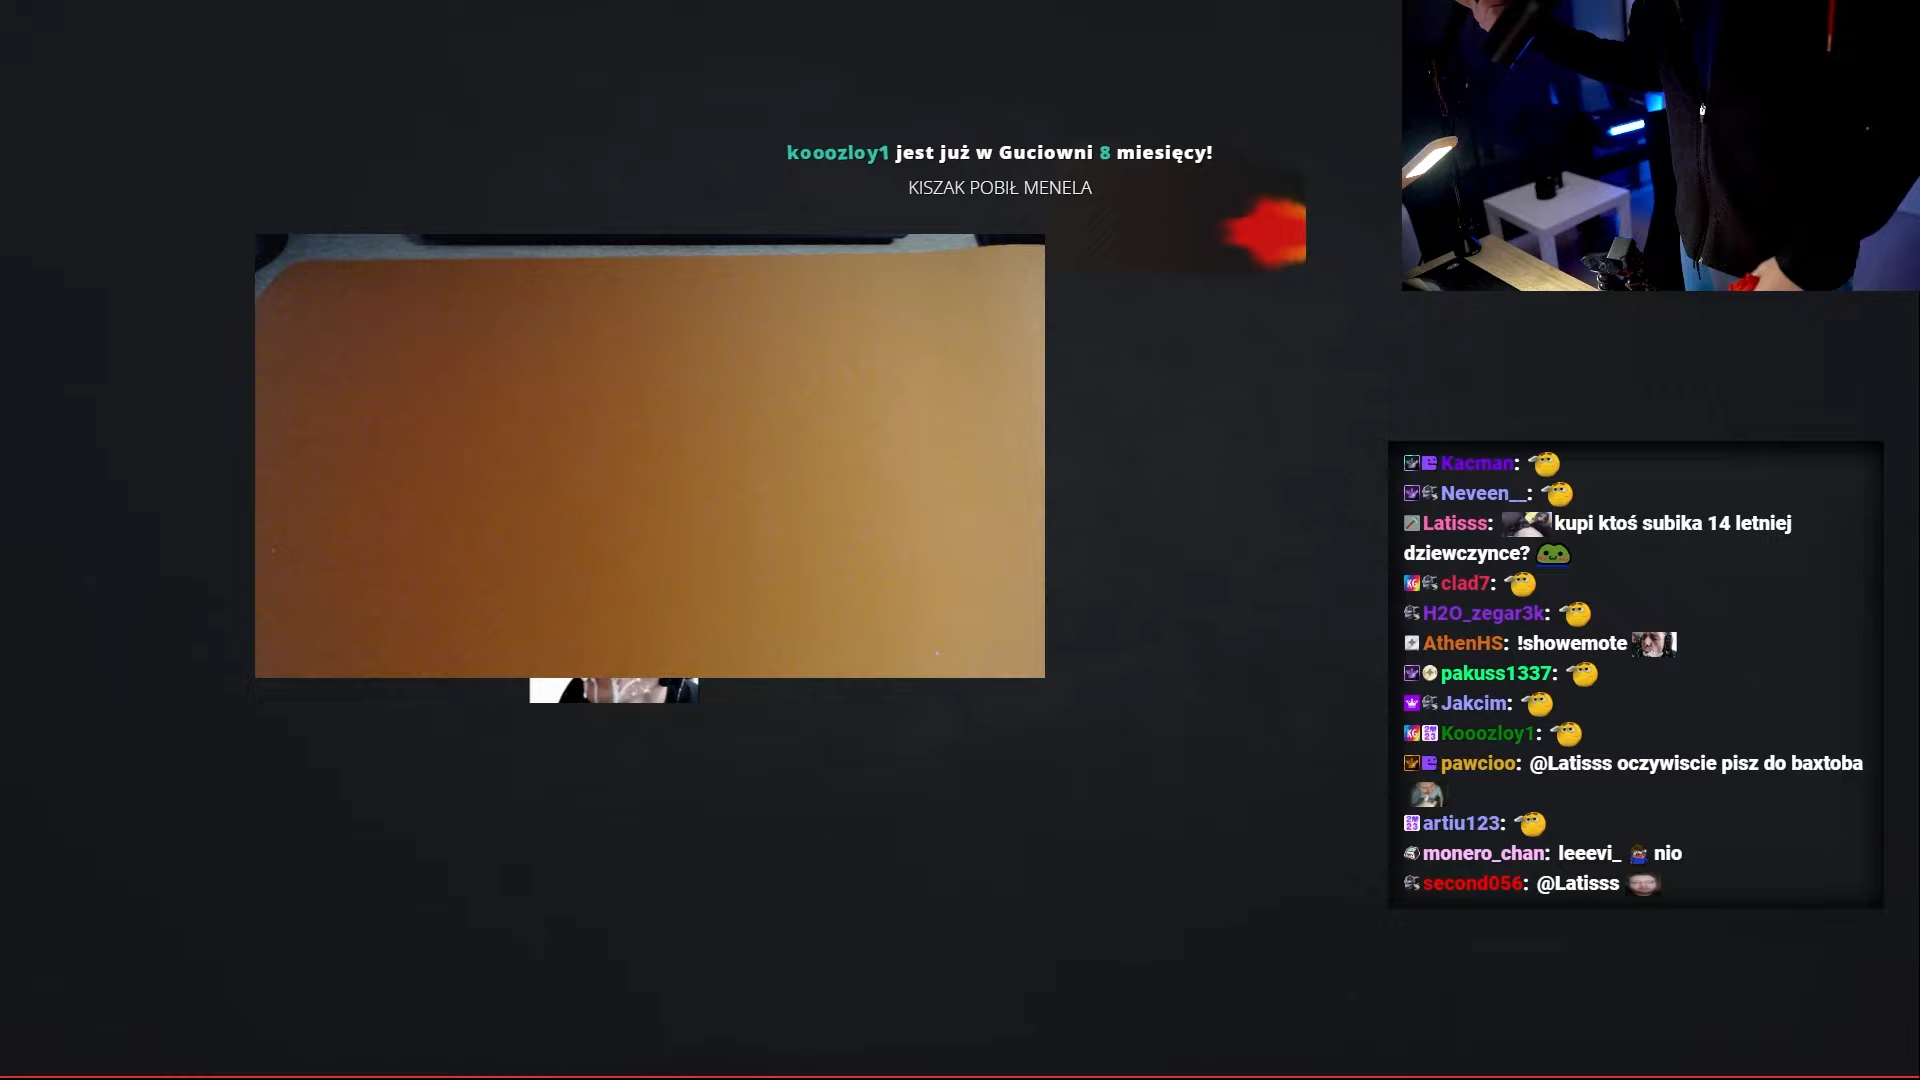 kooozloy1 jest już w Guciowni 8 miesięcy!
KISZAK POBIŁ MENELA
Kacman:
Neveen__:
Latisss: kupi ktoś subika 14 letniej
dziewczynce?
clad7:
H2O_zegar3k:
AthenHS: !showemote
pakuss1337:
Jakcim:
Kooozloy1:
pawcioo: @Latisss oczywiscie pisz do baxtoba
artiu123:
monero_chan: leeevi_ nio
second056: @Latisss